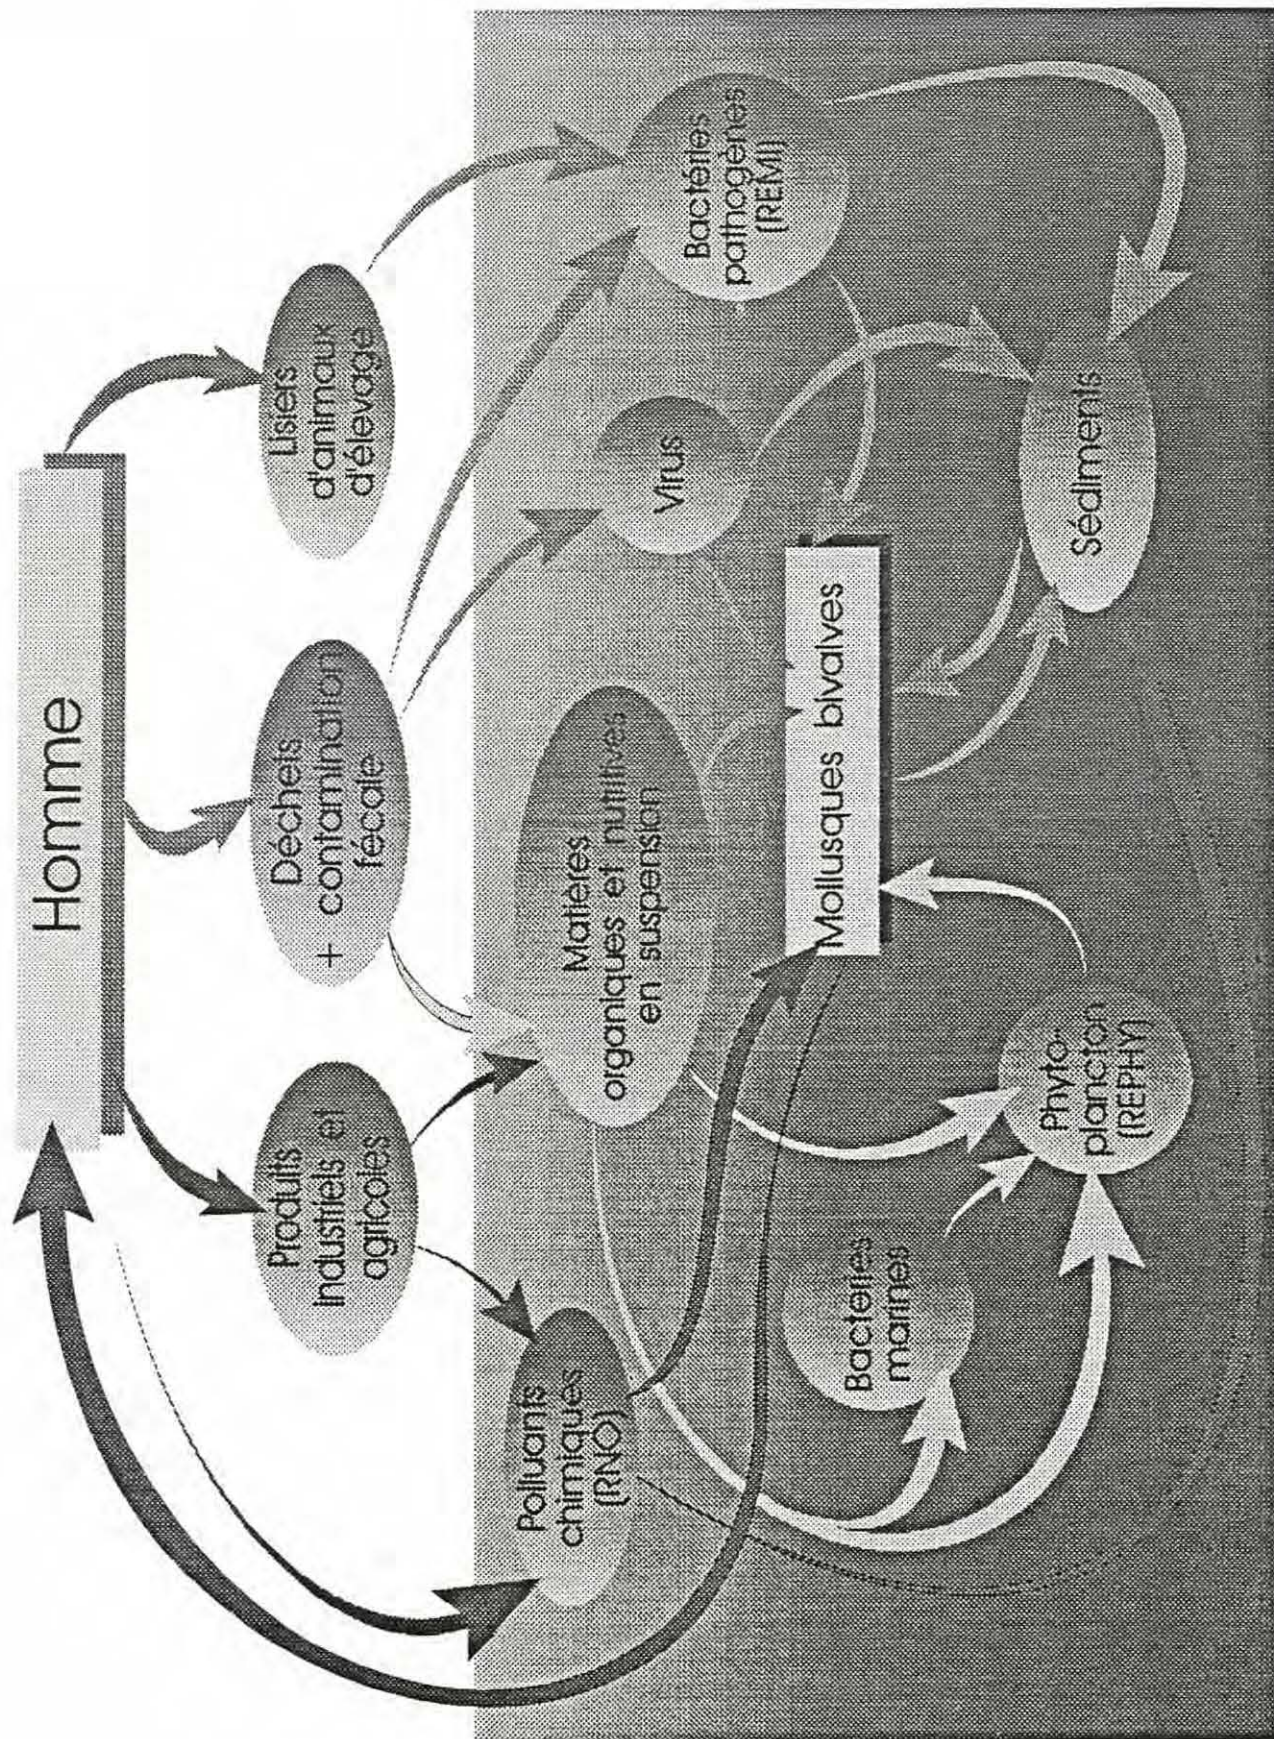 Homme
Produits
industriels et
agricoles
Déchets
+ contamination
fécale
Lisiers
d'animaux
d'élevage
Polluants
chimiques
(RNO)
Matières
organiques et nutritives
en suspension
Virus
Bactéries
pathogènes
(REMI)
Mollusques bivalves
Bactéries
marines
Phyto-
plancton
(REPHY)
Sédiments